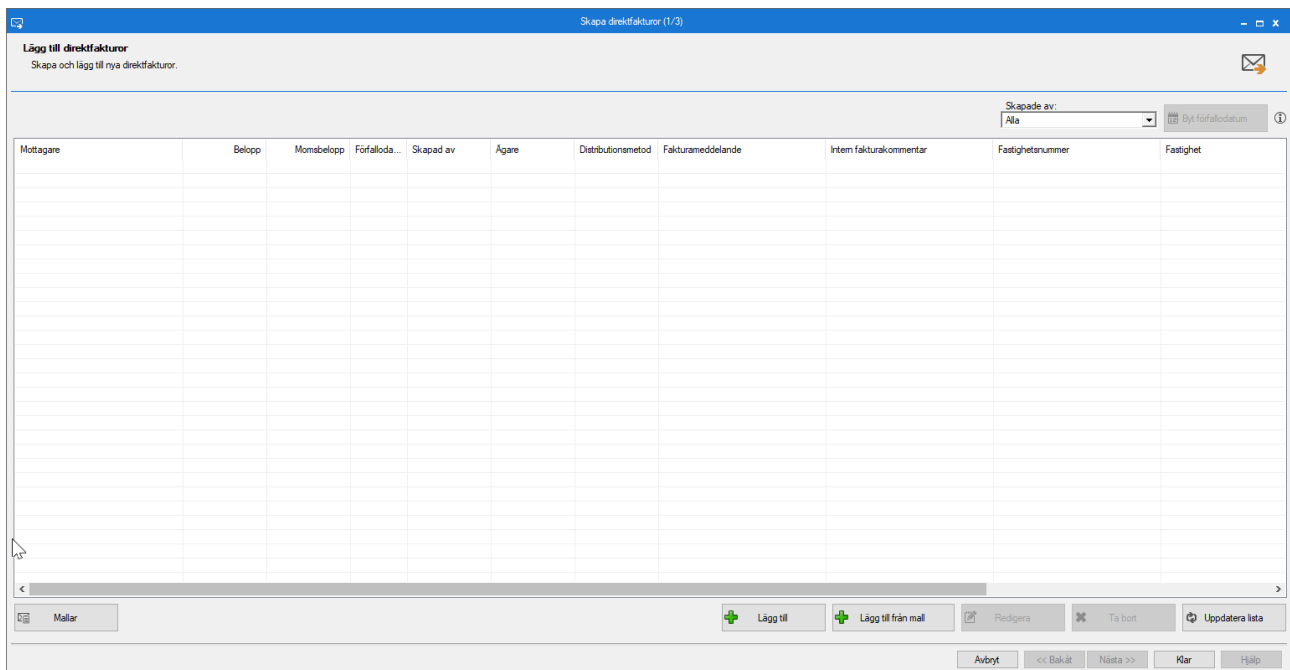 Skapa direktfakturor (1/3)
Lägg till direktfakturor
Skapa och lägg till nya direktfakturor.
Skapade av:
Alla
Byt förfallodatum
Mottagare Belopp Momsbelopp Förfalloda... Skapad av Ägare Distributionsmetod Fakturameddelande Intern fakturakommentar Fastighetsnummer Fastighet
Mallar Lägg till Lägg till från mall Redigera Ta bort Uppdatera lista
Avbryt << Bakåt Nästa >> Klar Hjälp